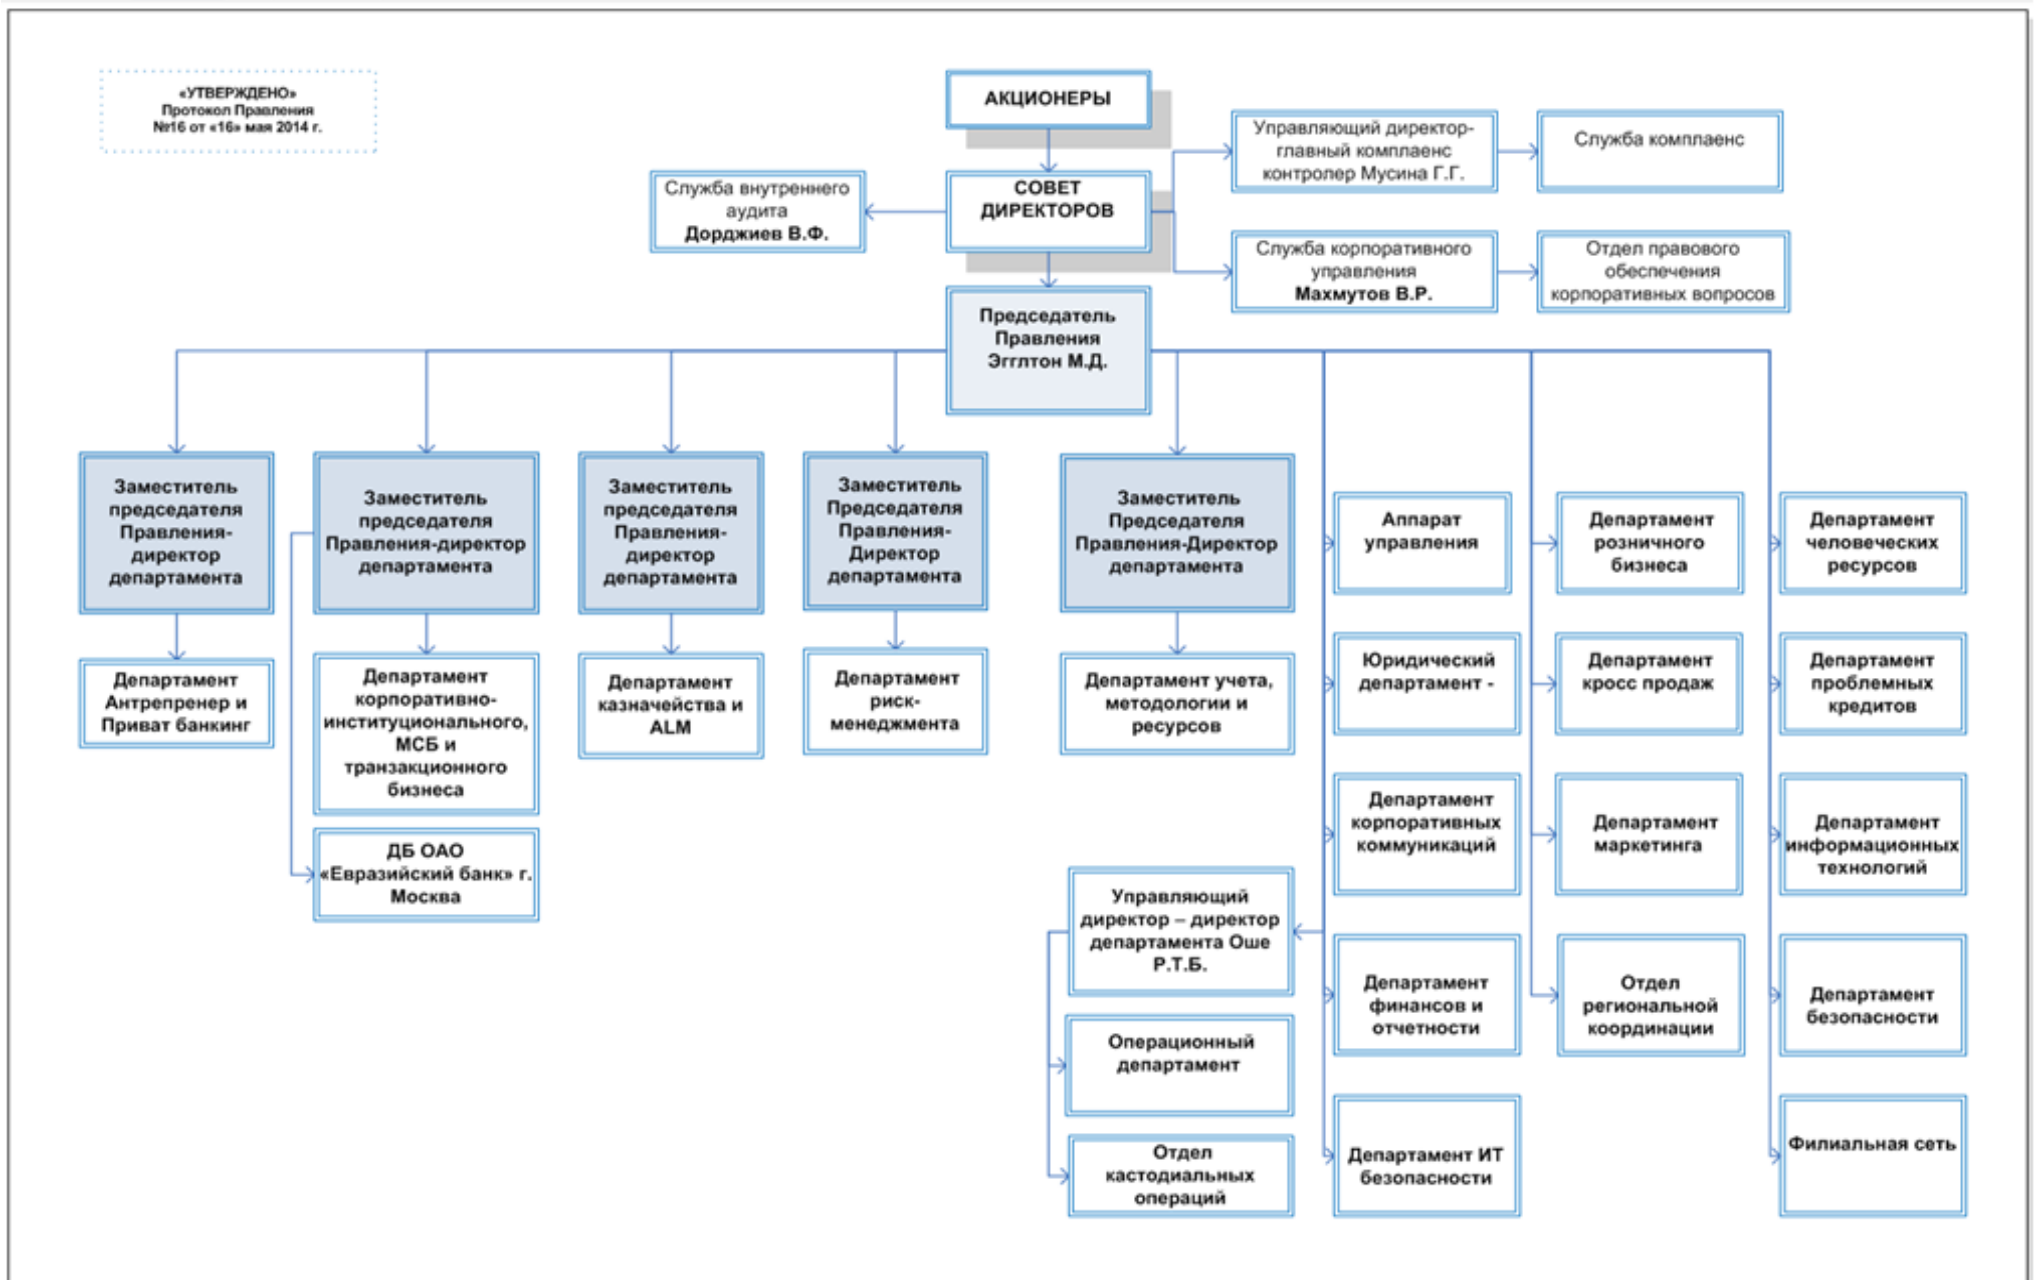 «УТВЕРЖДЕНО»
Протокол Правления
№16 от «16» мая 2014 г.
АКЦИОНЕРЫ
СОВЕТ
ДИРЕКТОРОВ
Служба внутреннего
аудита
Дорджиев В.Ф.
Управляющий директор-
главный комплаенс
контролер Мусина Г.Г.
Служба комплаенс
Служба корпоративного
управления
Махмутов В.Р.
Отдел правового
обеспечения
корпоративных вопросов
Председатель
Правления
Эгглтон М.Д.
Заместитель
председателя
Правления-
директор
департамента
Заместитель
председателя
Правления-директор
департамента
Заместитель
председателя
Правления-
директор
департамента
Заместитель
Председателя
Правления-
Директор
департамента
Заместитель
Председателя
Правления-Директор
департамента
Аппарат
управления
Департамент
розничного
бизнеса
Департамент
человеческих
ресурсов
Департамент
Антрепренер и
Приват банкинг
Департамент
корпоративно-
институционального,
МСБ и
транзакционного
бизнеса
Департамент
казначейства и
ALM
Департамент
риск-
менеджмента
Департамент учета,
методологии и
ресурсов
Юридический
департамент -
Департамент
кросс продаж
Департамент
проблемных
кредитов
ДБ ОАО
«Евразийский банк» г.
Москва
Департамент
корпоративных
коммуникаций
Департамент
маркетинга
Департамент
информационных
технологий
Управляющий
директор – директор
департамента Оше
Р.Т.Б.
Департамент
финансов и
отчетности
Отдел
региональной
координации
Департамент
безопасности
Операционный
департамент
Отдел
кастодиальных
операций
Департамент ИТ
безопасности
Филиальная сеть